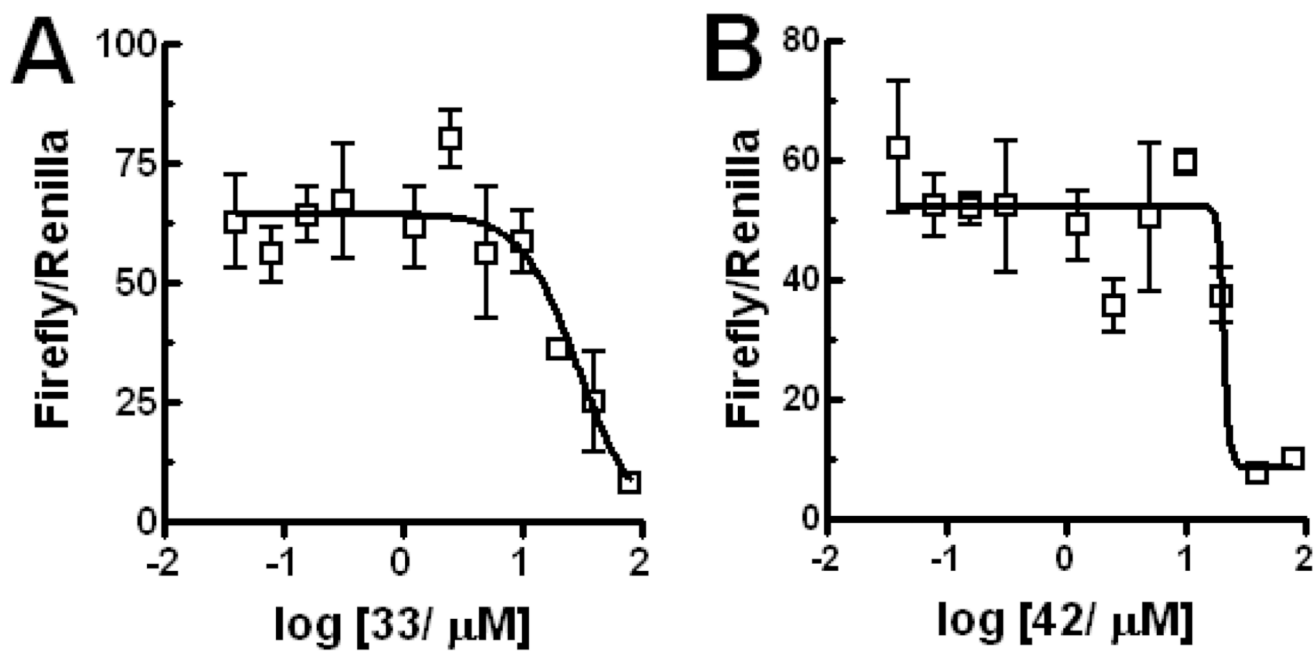 A
Firefly/Renilla
100
75
50
25
0
-2 -1 0 1 2
log [33/ μM]
B
Firefly/Renilla
80
60
40
20
0
-2 -1 0 1 2
log [42/ μM]